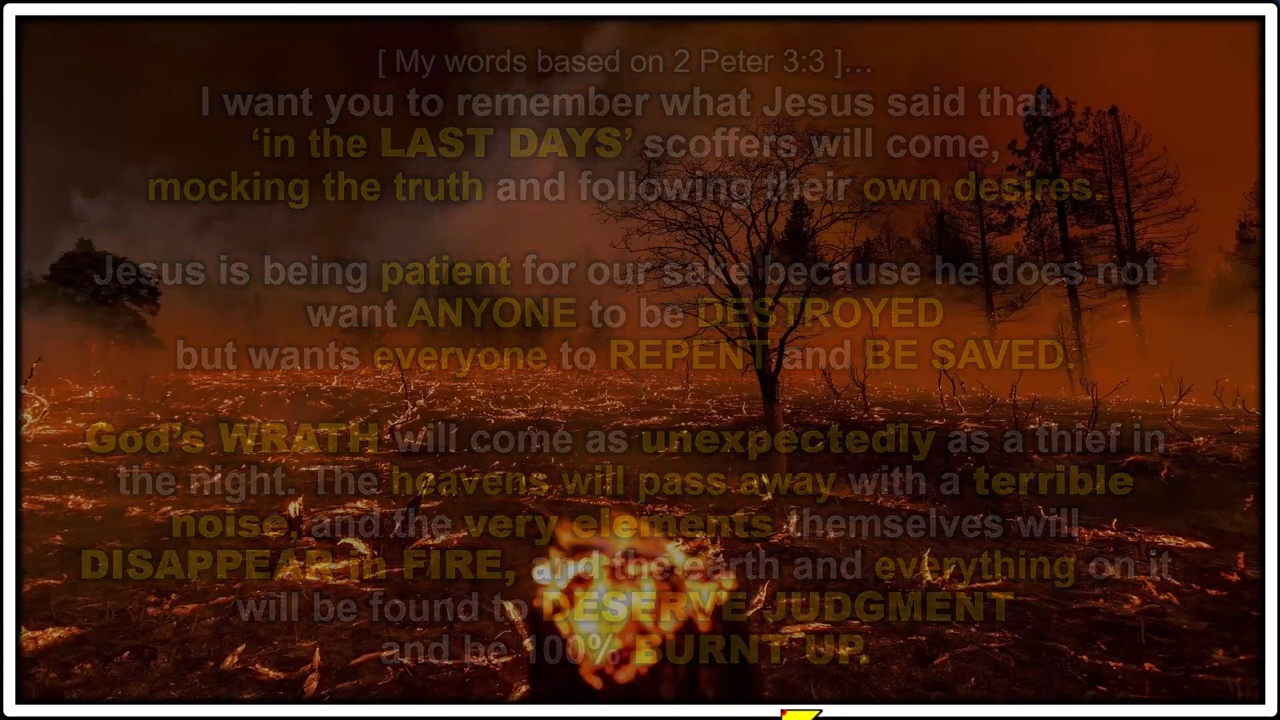 [ My words based on 2 Peter 3:3 ]…
I want you to remember what Jesus said that
‘in the LAST DAYS’ scoffers will come,
mocking the truth and following their own desires.
Jesus is being patient for our sake because he does not
want ANYONE to be DESTROYED
but wants everyone to REPENT and BE SAVED.
God’s WRATH will come as unexpectedly as a thief in
the night. The heavens will pass away with a terrible
noise, and the very elements themselves will
DISAPPEAR in FIRE, and the earth and everything on it
will be found to DESERVE JUDGMENT
and be 100% BURNT UP.